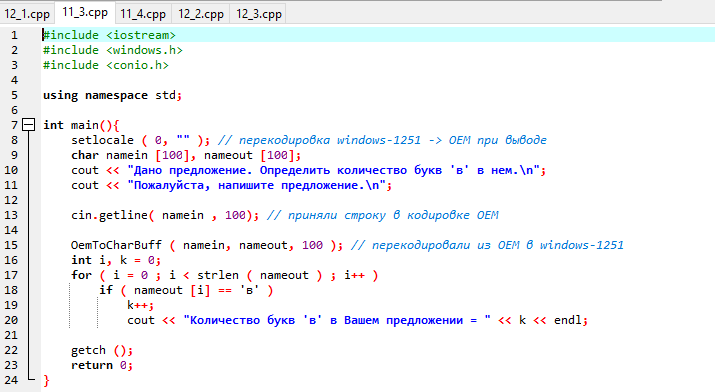 12_1.cpp 11_3.cpp 11_4.cpp 12_2.cpp 12_3.cpp
1 #include <iostream>
2 #include <windows.h>
3 #include <conio.h>
4
5 using namespace std;
6
7 int main(){
8 setlocale ( 0, "" ); // перекодировка windows-1251 -> OEM при выводе
9 char namein [100], nameout [100];
10 cout << "Дано предложение. Определить количество букв 'в' в нем.\n";
11 cout << "Пожалуйста, напишите предложение.\n";
12
13 cin.getline( namein , 100); // приняли строку в кодировке OEM
14
15 OemToCharBuff ( namein, nameout, 100 ); // перекодировали из OEM в windows-1251
16 int i, k = 0;
17 for ( i = 0 ; i < strlen ( nameout ) ; i++ )
18 if ( nameout [i] == 'в' )
19 k++;
20 cout << "Количество букв 'в' в Вашем предложении = " << k << endl;
21
22 getch ();
23 return 0;
24 }